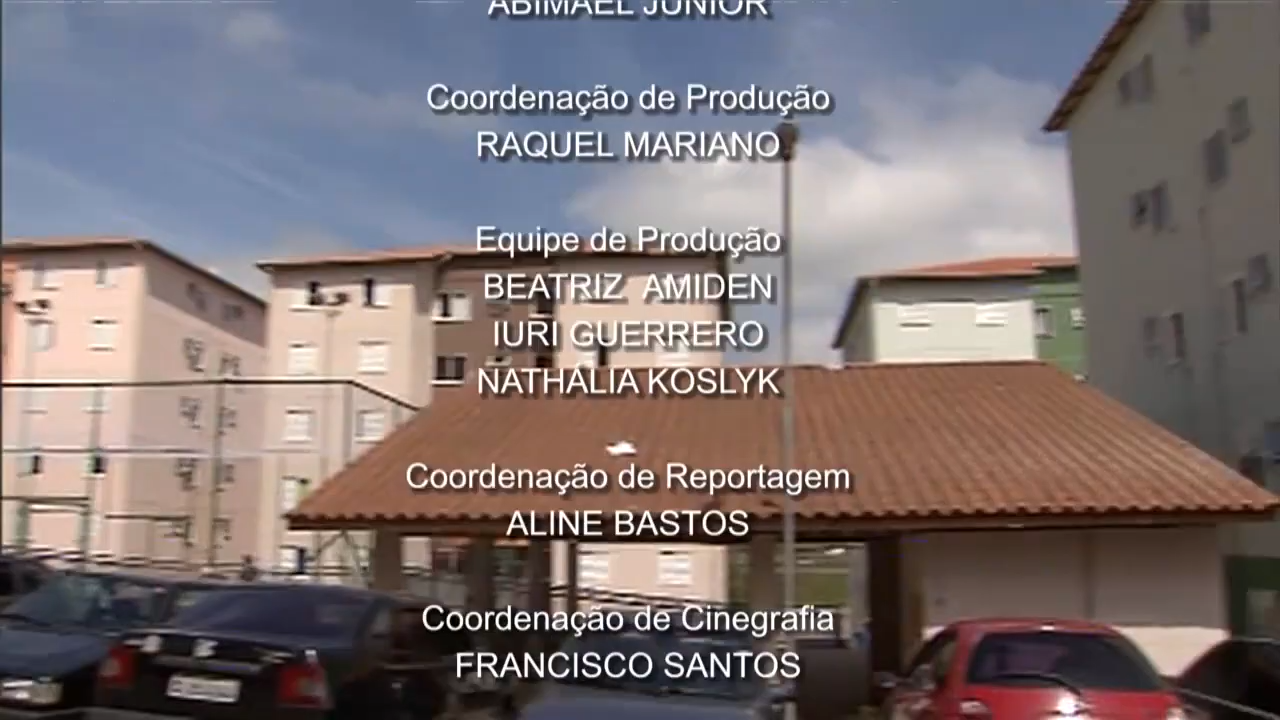 ABIMAEL JUNIOR
Coordenação de Produção
RAQUEL MARIANO
Equipe de Produção
BEATRIZ  AMIDEN
IURI GUERRERO
NATHÁLIA KOSLYK
Coordenação de Reportagem
ALINE BASTOS
Coordenação de Cinegrafia
FRANCISCO SANTOS